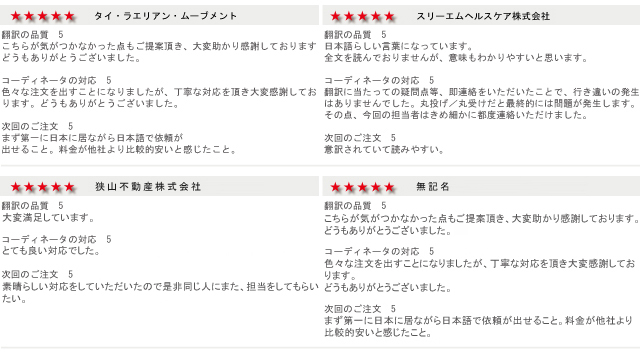 ★★★★★ タイ・ラエリアン・ムーブメント
翻訳の品質 5
こちらが気がつかなかった点もご提案頂き、大変助かり感謝しております
どうもありがとうございました。
コーディネータの対応 5
色々な注文を出すことになりましたが、丁寧な対応を頂き大変感謝してお
ります。どうもありがとうございました。
次回のご注文 5
まず第一に日本に居ながら日本語で依頼が
出せること。料金が他社より比較的安いと感じたこと。
★★★★★ スリーエムヘルスケア株式会社
翻訳の品質 5
日本語らしい言葉になっています。
全文を読んでおりませんが、意味もわかりやすいと思います。
コーディネータの対応 5
翻訳に当たっての疑問点等、即連絡をいただいたことで、行き違いの発生
はありませんでした。丸投げ／丸受けだと最終的には問題が発生します。
その点、今回の担当者はきめ細かに都度連絡いただけました。
次回のご注文 5
意訳されていて読みやすい。
★★★★★ 狭山不動産株式会社
翻訳の品質 5
大変満足しています。
コーディネータの対応 5
とても良い対応でした。
次回のご注文 5
素晴らしい対応をしていただいたので是非同じ人にまた、担当をしてもらい
たい。
★★★★★ 無記名
翻訳の品質 5
こちらが気がつかなかった点もご提案頂き、大変助かり感謝しております。
どうもありがとうございました。
コーディネータの対応 5
色々な注文を出すことになりましたが、丁寧な対応を頂き大変感謝してお
ります。
どうもありがとうございました。
次回のご注文 5
まず第一に日本に居ながら日本語で依頼が出せること。料金が他社より
比較的安いと感じたこと。